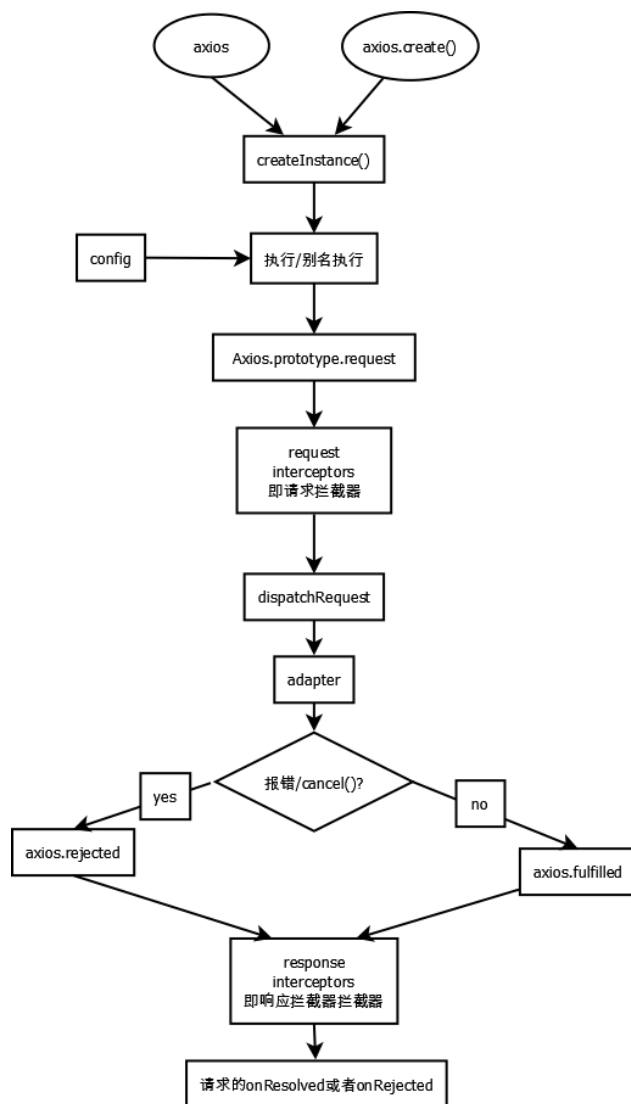 axios
axios.create()
createInstance()
config
执行/别名执行
Axios.prototype.request
request
interceptors
即请求拦截器
dispatchRequest
adapter
报错/cancel()?
yes
no
axios.rejected
axios.fulfilled
response
interceptors
即响应拦截器拦截器
请求的onResolved或者onRejected